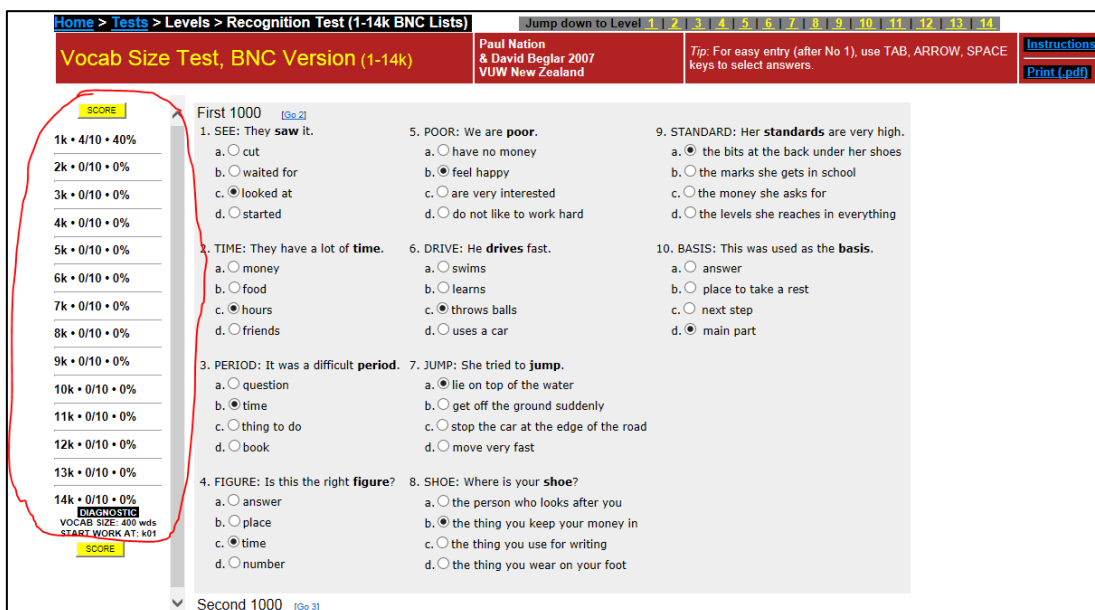 Home > Tests > Levels > Recognition Test (1-14k BNC Lists)
Jump down to Level 1 | 2 | 3 | 4 | 5 | 6 | 7 | 8 | 9 | 10 | 11 | 12 | 13 | 14
Vocab Size Test, BNC Version (1-14k)
Paul Nation
& David Beglar 2007
VUW New Zealand
Tip: For easy entry (after No 1), use TAB, ARROW, SPACE
keys to select answers.
Instructions
Print (.pdf)
SCORE
1k • 4/10 • 40%
2k • 0/10 • 0%
3k • 0/10 • 0%
4k • 0/10 • 0%
5k • 0/10 • 0%
6k • 0/10 • 0%
7k • 0/10 • 0%
8k • 0/10 • 0%
9k • 0/10 • 0%
10k • 0/10 • 0%
11k • 0/10 • 0%
12k • 0/10 • 0%
13k • 0/10 • 0%
14k • 0/10 • 0%
DIAGNOSTIC
VOCAB SIZE: 400 wds
START WORK AT: k01
SCORE
First 1000 [Go 2]
1. SEE: They saw it.
a. cut
b. waited for
c. looked at
d. started
2. TIME: They have a lot of time.
a. money
b. food
c. hours
d. friends
3. PERIOD: It was a difficult period.
a. question
b. time
c. thing to do
d. book
4. FIGURE: Is this the right figure?
a. answer
b. place
c. time
d. number
5. POOR: We are poor.
a. have no money
b. feel happy
c. are very interested
d. do not like to work hard
6. DRIVE: He drives fast.
a. swims
b. learns
c. throws balls
d. uses a car
7. JUMP: She tried to jump.
a. lie on top of the water
b. get off the ground suddenly
c. stop the car at the edge of the road
d. move very fast
8. SHOE: Where is your shoe?
a. the person who looks after you
b. the thing you keep your money in
c. the thing you use for writing
d. the thing you wear on your foot
9. STANDARD: Her standards are very high.
a. the bits at the back under her shoes
b. the marks she gets in school
c. the money she asks for
d. the levels she reaches in everything
10. BASIS: This was used as the basis.
a. answer
b. place to take a rest
c. next step
d. main part
Second 1000 [Go 3]